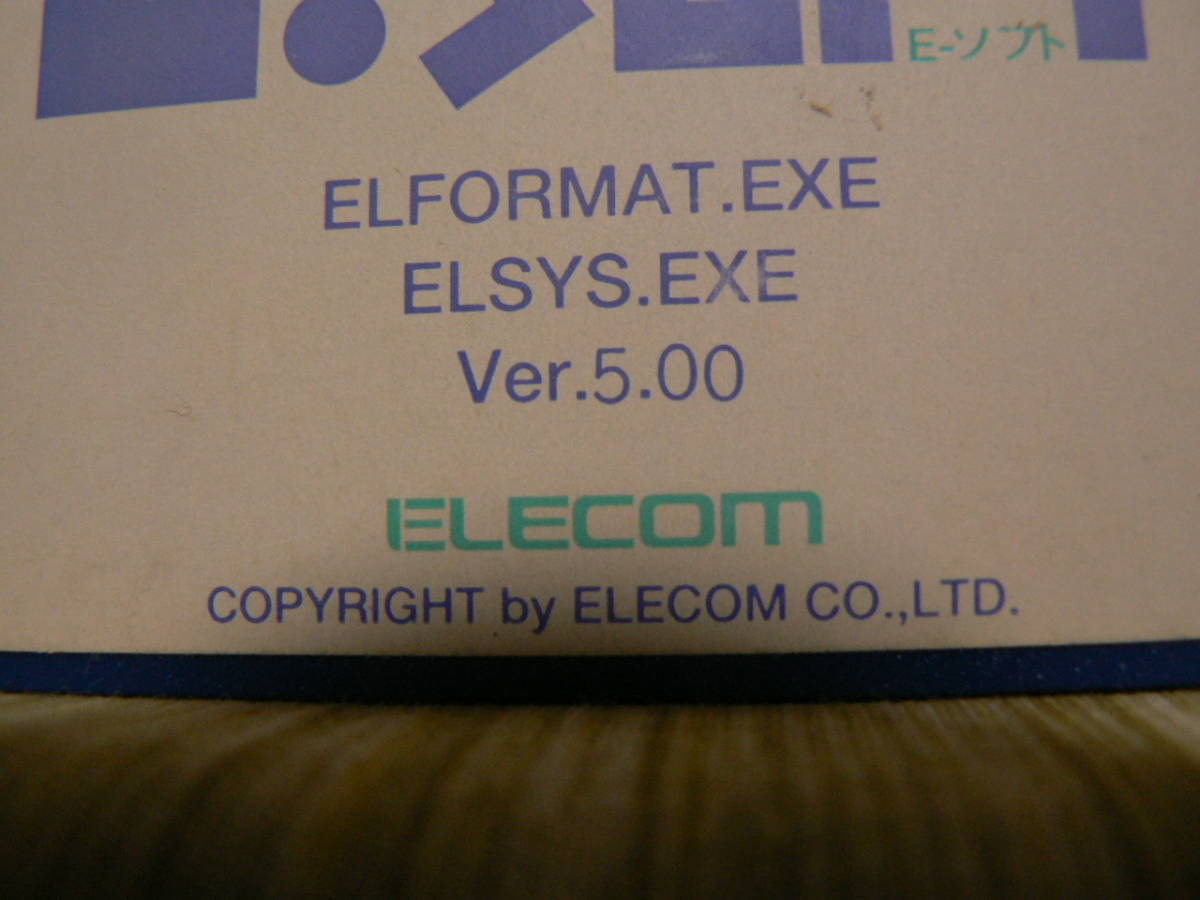 E-ソフト
ELFORMAT.EXE
ELSYS.EXE
Ver.5.00
ELECOM
COPYRIGHT by ELECOM CO.,LTD.